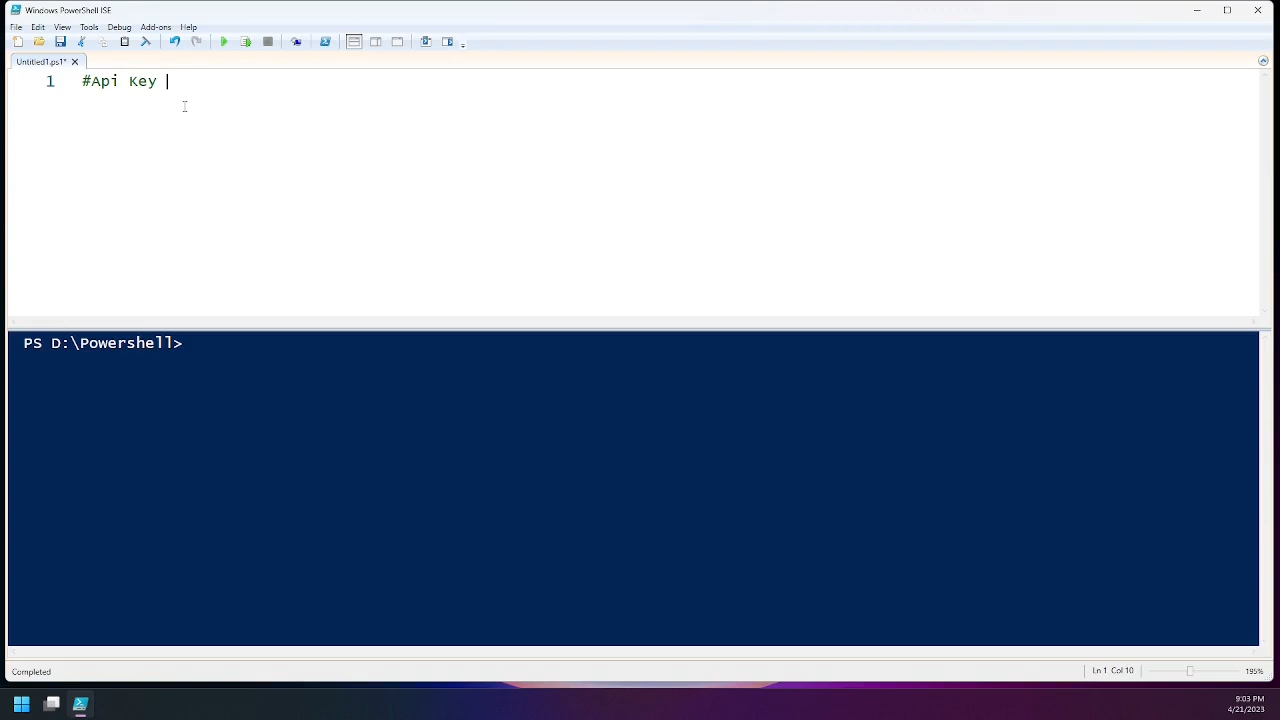 Windows PowerShell ISE
File Edit View Tools Debug Add-ons Help
Untitled1.ps1*
1 #Api Key
PS D:\Powershell>
Completed
Ln 1 Col 10
195%
9:03 PM
4/21/2023